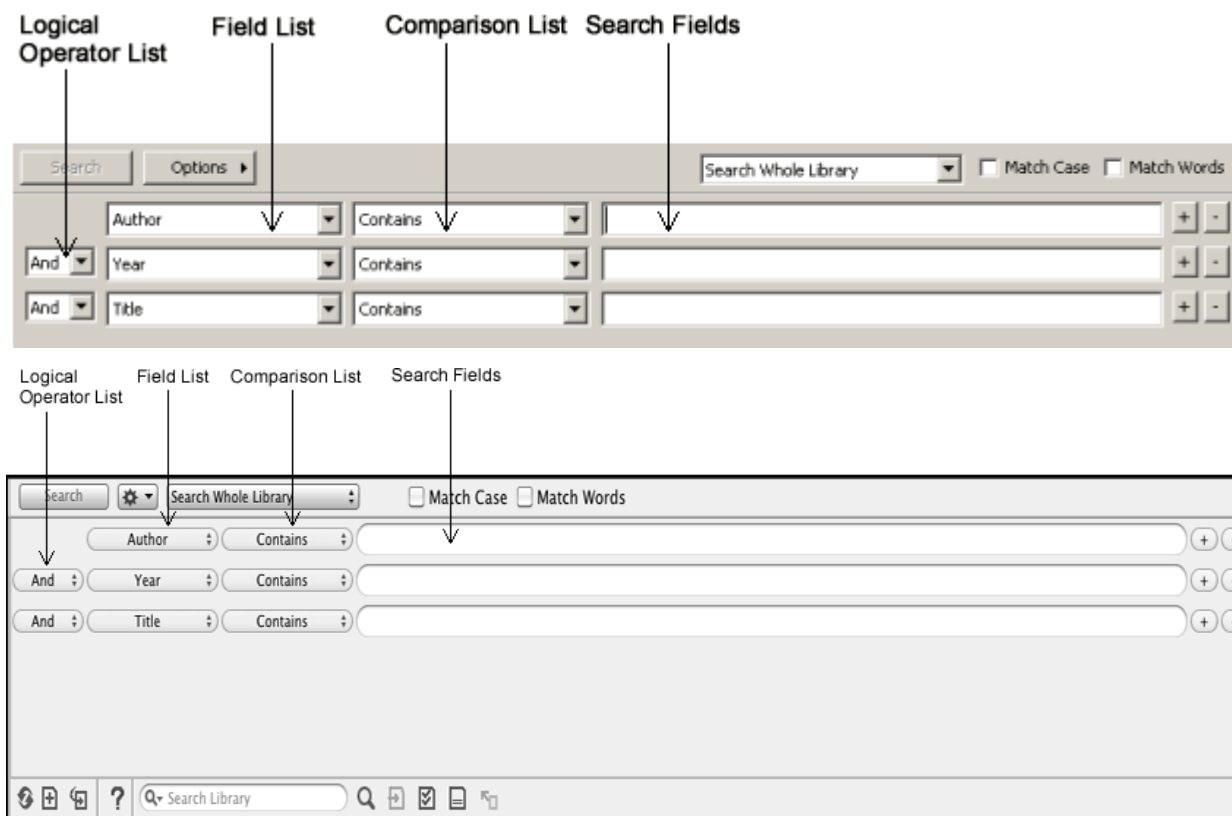 Logical Operator List Field List Comparison List Search Fields
Search Options Search Whole Library Match Case Match Words
Author Contains + -
And Year Contains + -
And Title Contains + -
Logical Operator List Field List Comparison List Search Fields
Search Search Whole Library Match Case Match Words
Author Contains +
And Year Contains +
And Title Contains +
? Search Library